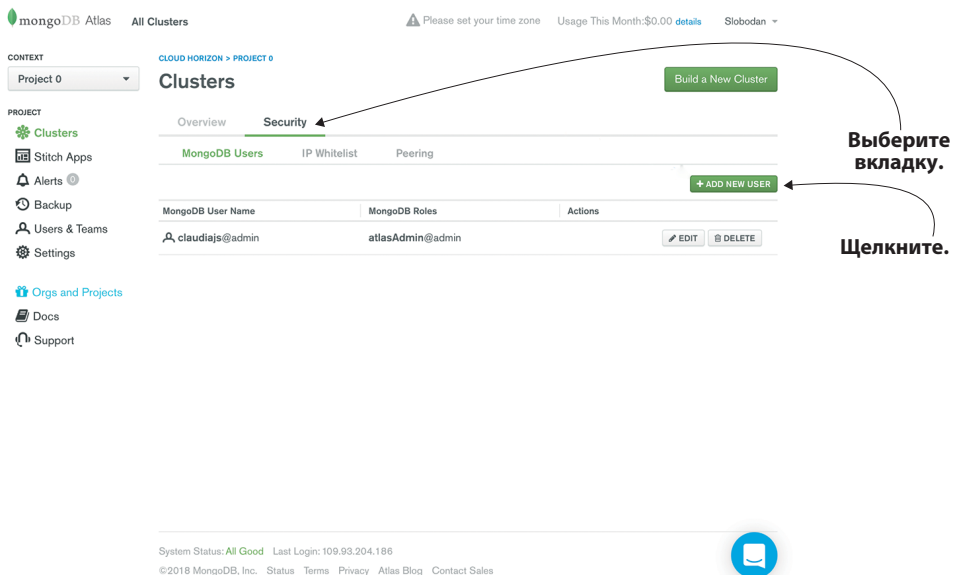 mongoDB Atlas All Clusters Please set your time zone Usage This Month:$0.00 details Slobodan
CONTEXT
Project 0
PROJECT
Clusters
Stitch Apps
Alerts 0
Backup
Users & Teams
Settings
Orgs and Projects
Docs
Support
CLOUD HORIZON > PROJECT 0
Clusters
Build a New Cluster
Overview Security
MongoDB Users IP Whitelist Peering
+ ADD NEW USER
MongoDB User Name MongoDB Roles Actions
claudiajs@admin atlasAdmin@admin EDIT DELETE
Выберите
вкладку.
Щелкните.
System Status: All Good Last Login: 109.93.204.186
©2018 MongoDB, Inc. Status Terms Privacy Atlas Blog Contact Sales